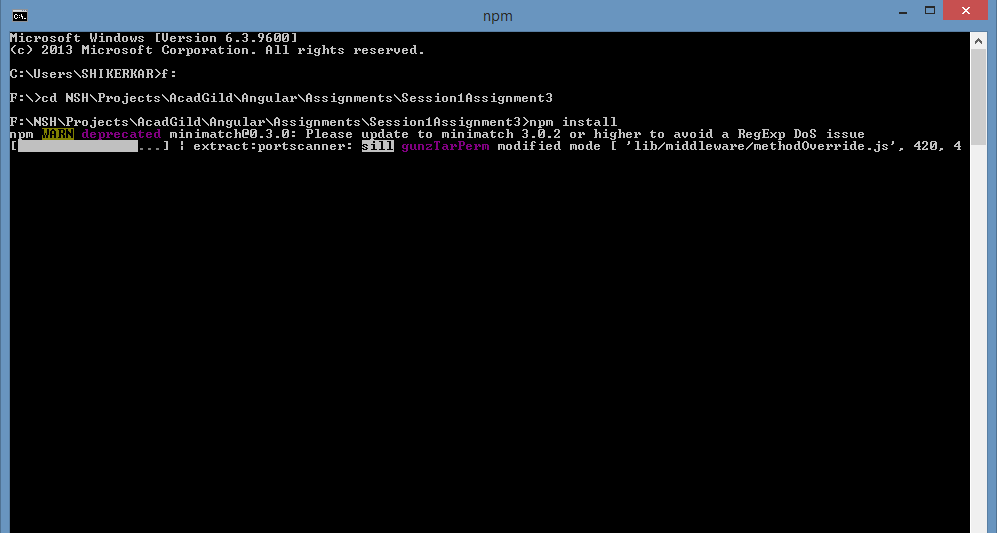 npm
Microsoft Windows [Version 6.3.9600]
(c) 2013 Microsoft Corporation. All rights reserved.
C:\Users\SHIKERKAR>f:
F:\>cd NSH\Projects\AcadGild\Angular\Assignments\Session1Assignment3
F:\NSH\Projects\AcadGild\Angular\Assignments\Session1Assignment3>npm install
npm WARN deprecated minimatch@0.3.0: Please update to minimatch 3.0.2 or higher to avoid a RegExp DoS issue
[ ...] | extract:portscanner: sill gunzTarPerm modified mode [ 'lib/middleware/methodOverride.js', 420, 4